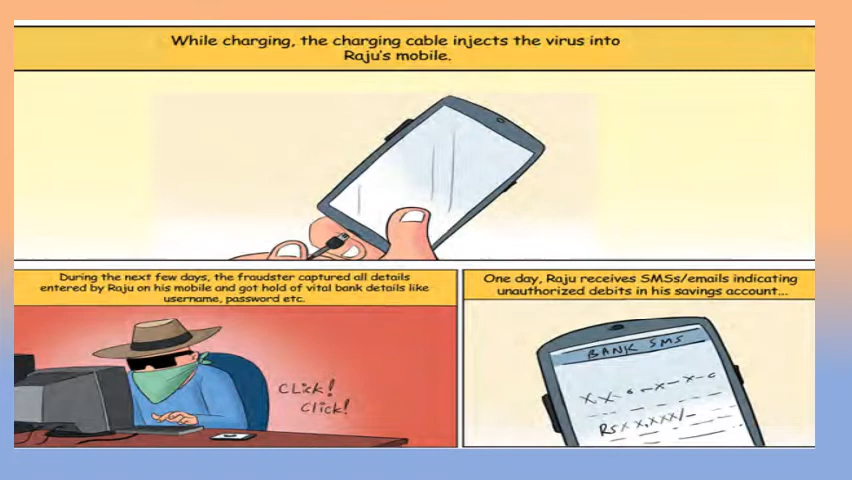 While charging, the charging cable injects the virus into
Raju's mobile.
During the next few days, the fraudster captured all details
entered by Raju on his mobile and got hold of vital bank details like
username, password etc.
One day, Raju receives SMSs/emails indicating
unauthorized debits in his savings account...
CLick!
Click!
BANK SMS